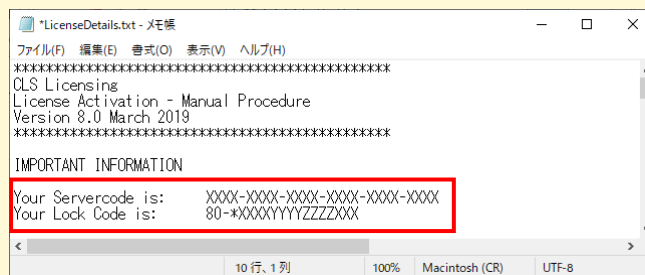 *LicenseDetails.txt - メモ帳
ファイル(F) 編集(E) 書式(O) 表示(V) ヘルプ(H)
**************************************************
CLS Licensing
License Activation - Manual Procedure
Version 8.0 March 2019
**************************************************
IMPORTANT INFORMATION
Your Servercode is: XXXX-XXXX-XXXX-XXXX-XXXX-XXXX
Your Lock Code is: 80-*XXXXYYYYZZZZXXX
10 行、1 列 100% Macintosh (CR) UTF-8